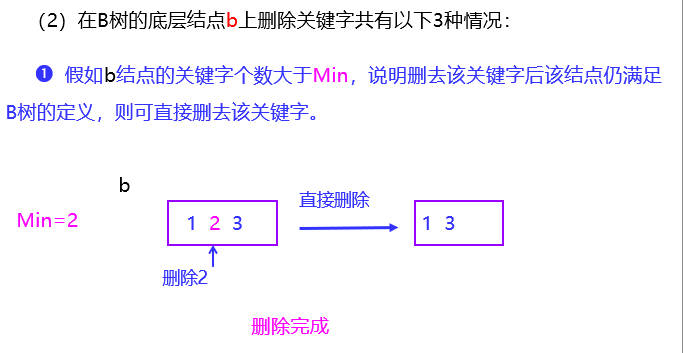 （2）在B树的底层结点b上删除关键字共有以下3种情况：
❶ 假如b结点的关键字个数大于Min，说明删去该关键字后该结点仍满足
B树的定义，则可直接删去该关键字。
b
Min=2
1 2 3
直接删除
1 3
删除2
删除完成